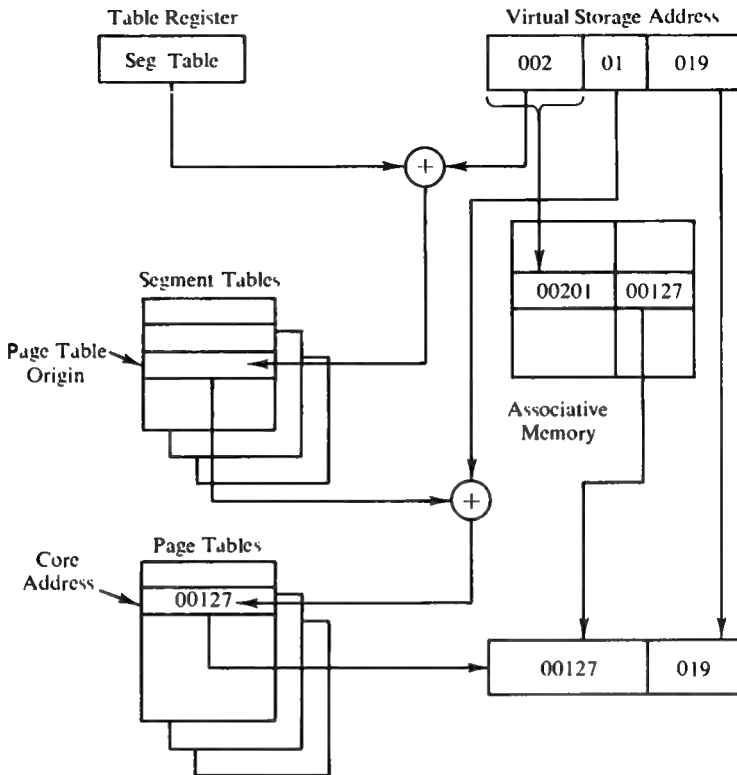 Table Register
Virtual Storage Address
Seg Table
002 01 019
Segment Tables
00201 00127
Page Table
Origin
Associative
Memory
Page Tables
Core
Address
00127
00127 019